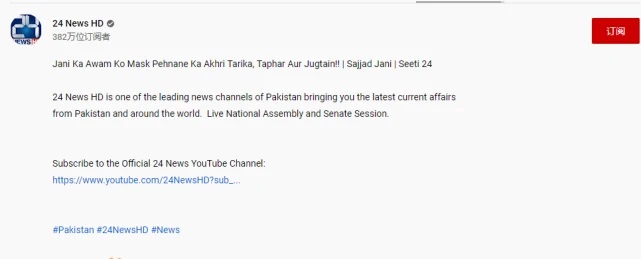 24 News HD
382万位订阅者
订阅
Jani Ka Awam Ko Mask Pehnane Ka Akhri Tarika, Taphar Aur Jugtain!! | Sajjad Jani | Seeti 24
24 News HD is one of the leading news channels of Pakistan bringing you the latest current affairs
from Pakistan and around the world. Live National Assembly and Senate Session.
Subscribe to the Official 24 News YouTube Channel:
https://www.youtube.com/24NewsHD?sub_...
#Pakistan #24NewsHD #News